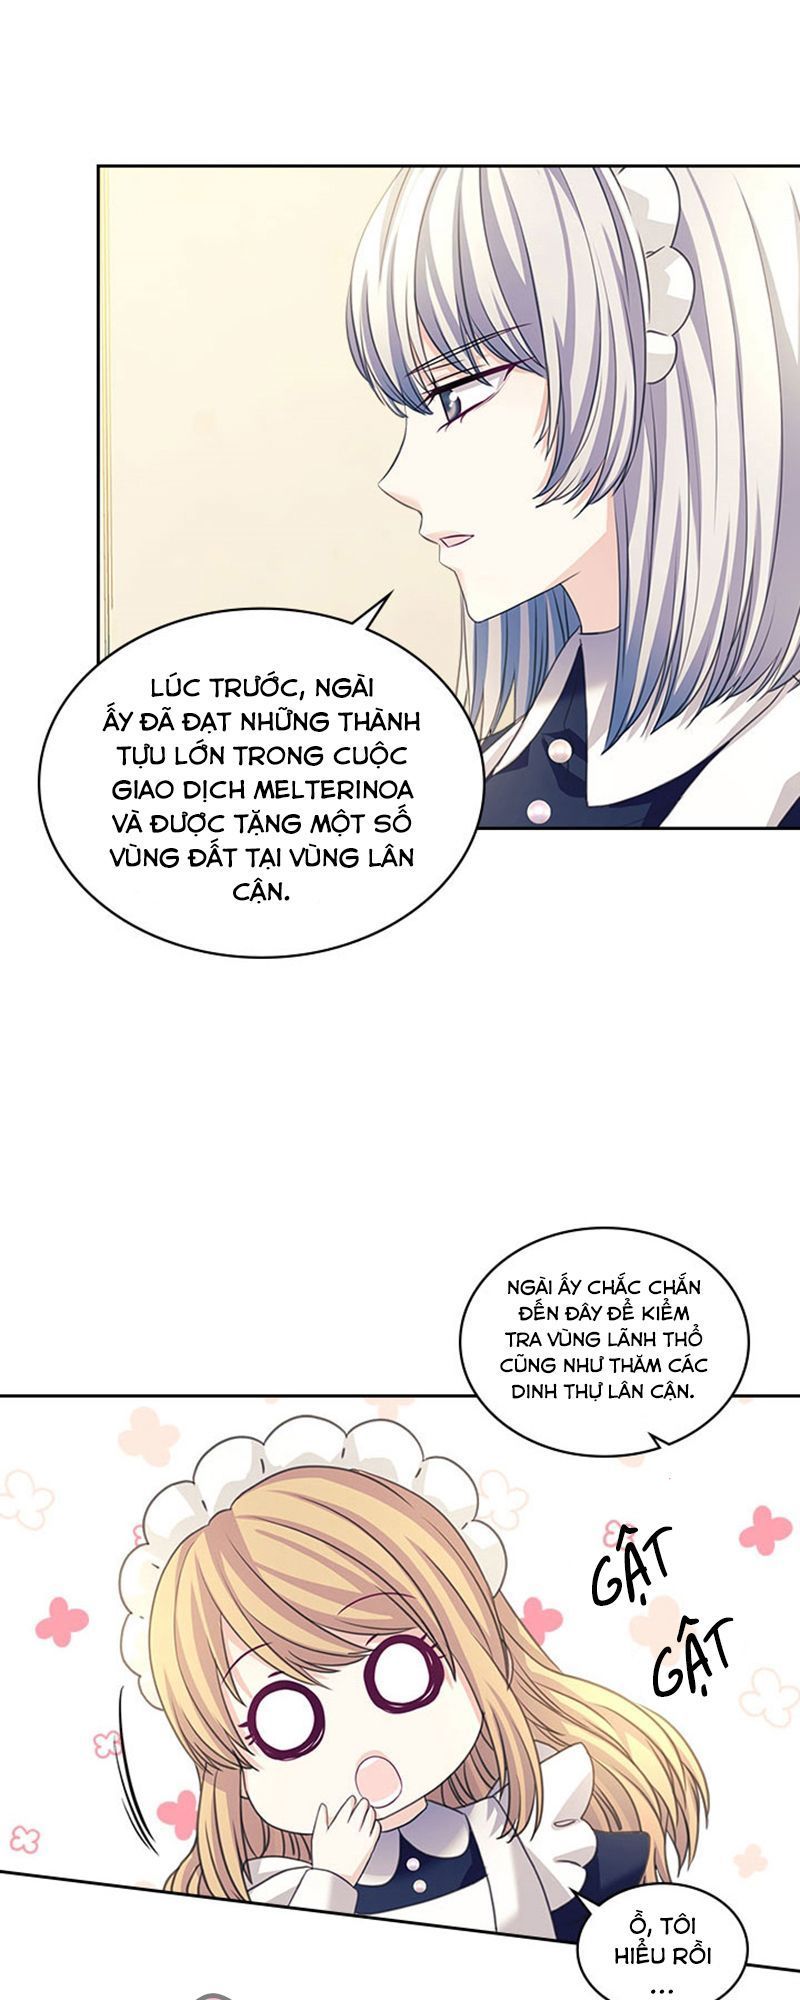 LÚC TRƯỚC, NGÀI
ẤY ĐÃ ĐẠT NHỮNG THÀNH
TỰU LỚN TRONG CUỘC
GIAO DỊCH MELTERINOA
VÀ ĐƯỢC TẶNG MỘT SỐ
VÙNG ĐẤT TẠI VÙNG LÂN
CẬN.
NGÀI ẤY CHẮC CHẮN
ĐẾN ĐÂY ĐỂ KIỂM
TRA VÙNG LÃNH THỔ
CŨNG NHƯ THĂM CÁC
DINH THỰ LÂN CẬN.
GẬT
GẬT
Ồ, TÔI
HIỂU RỒI
...